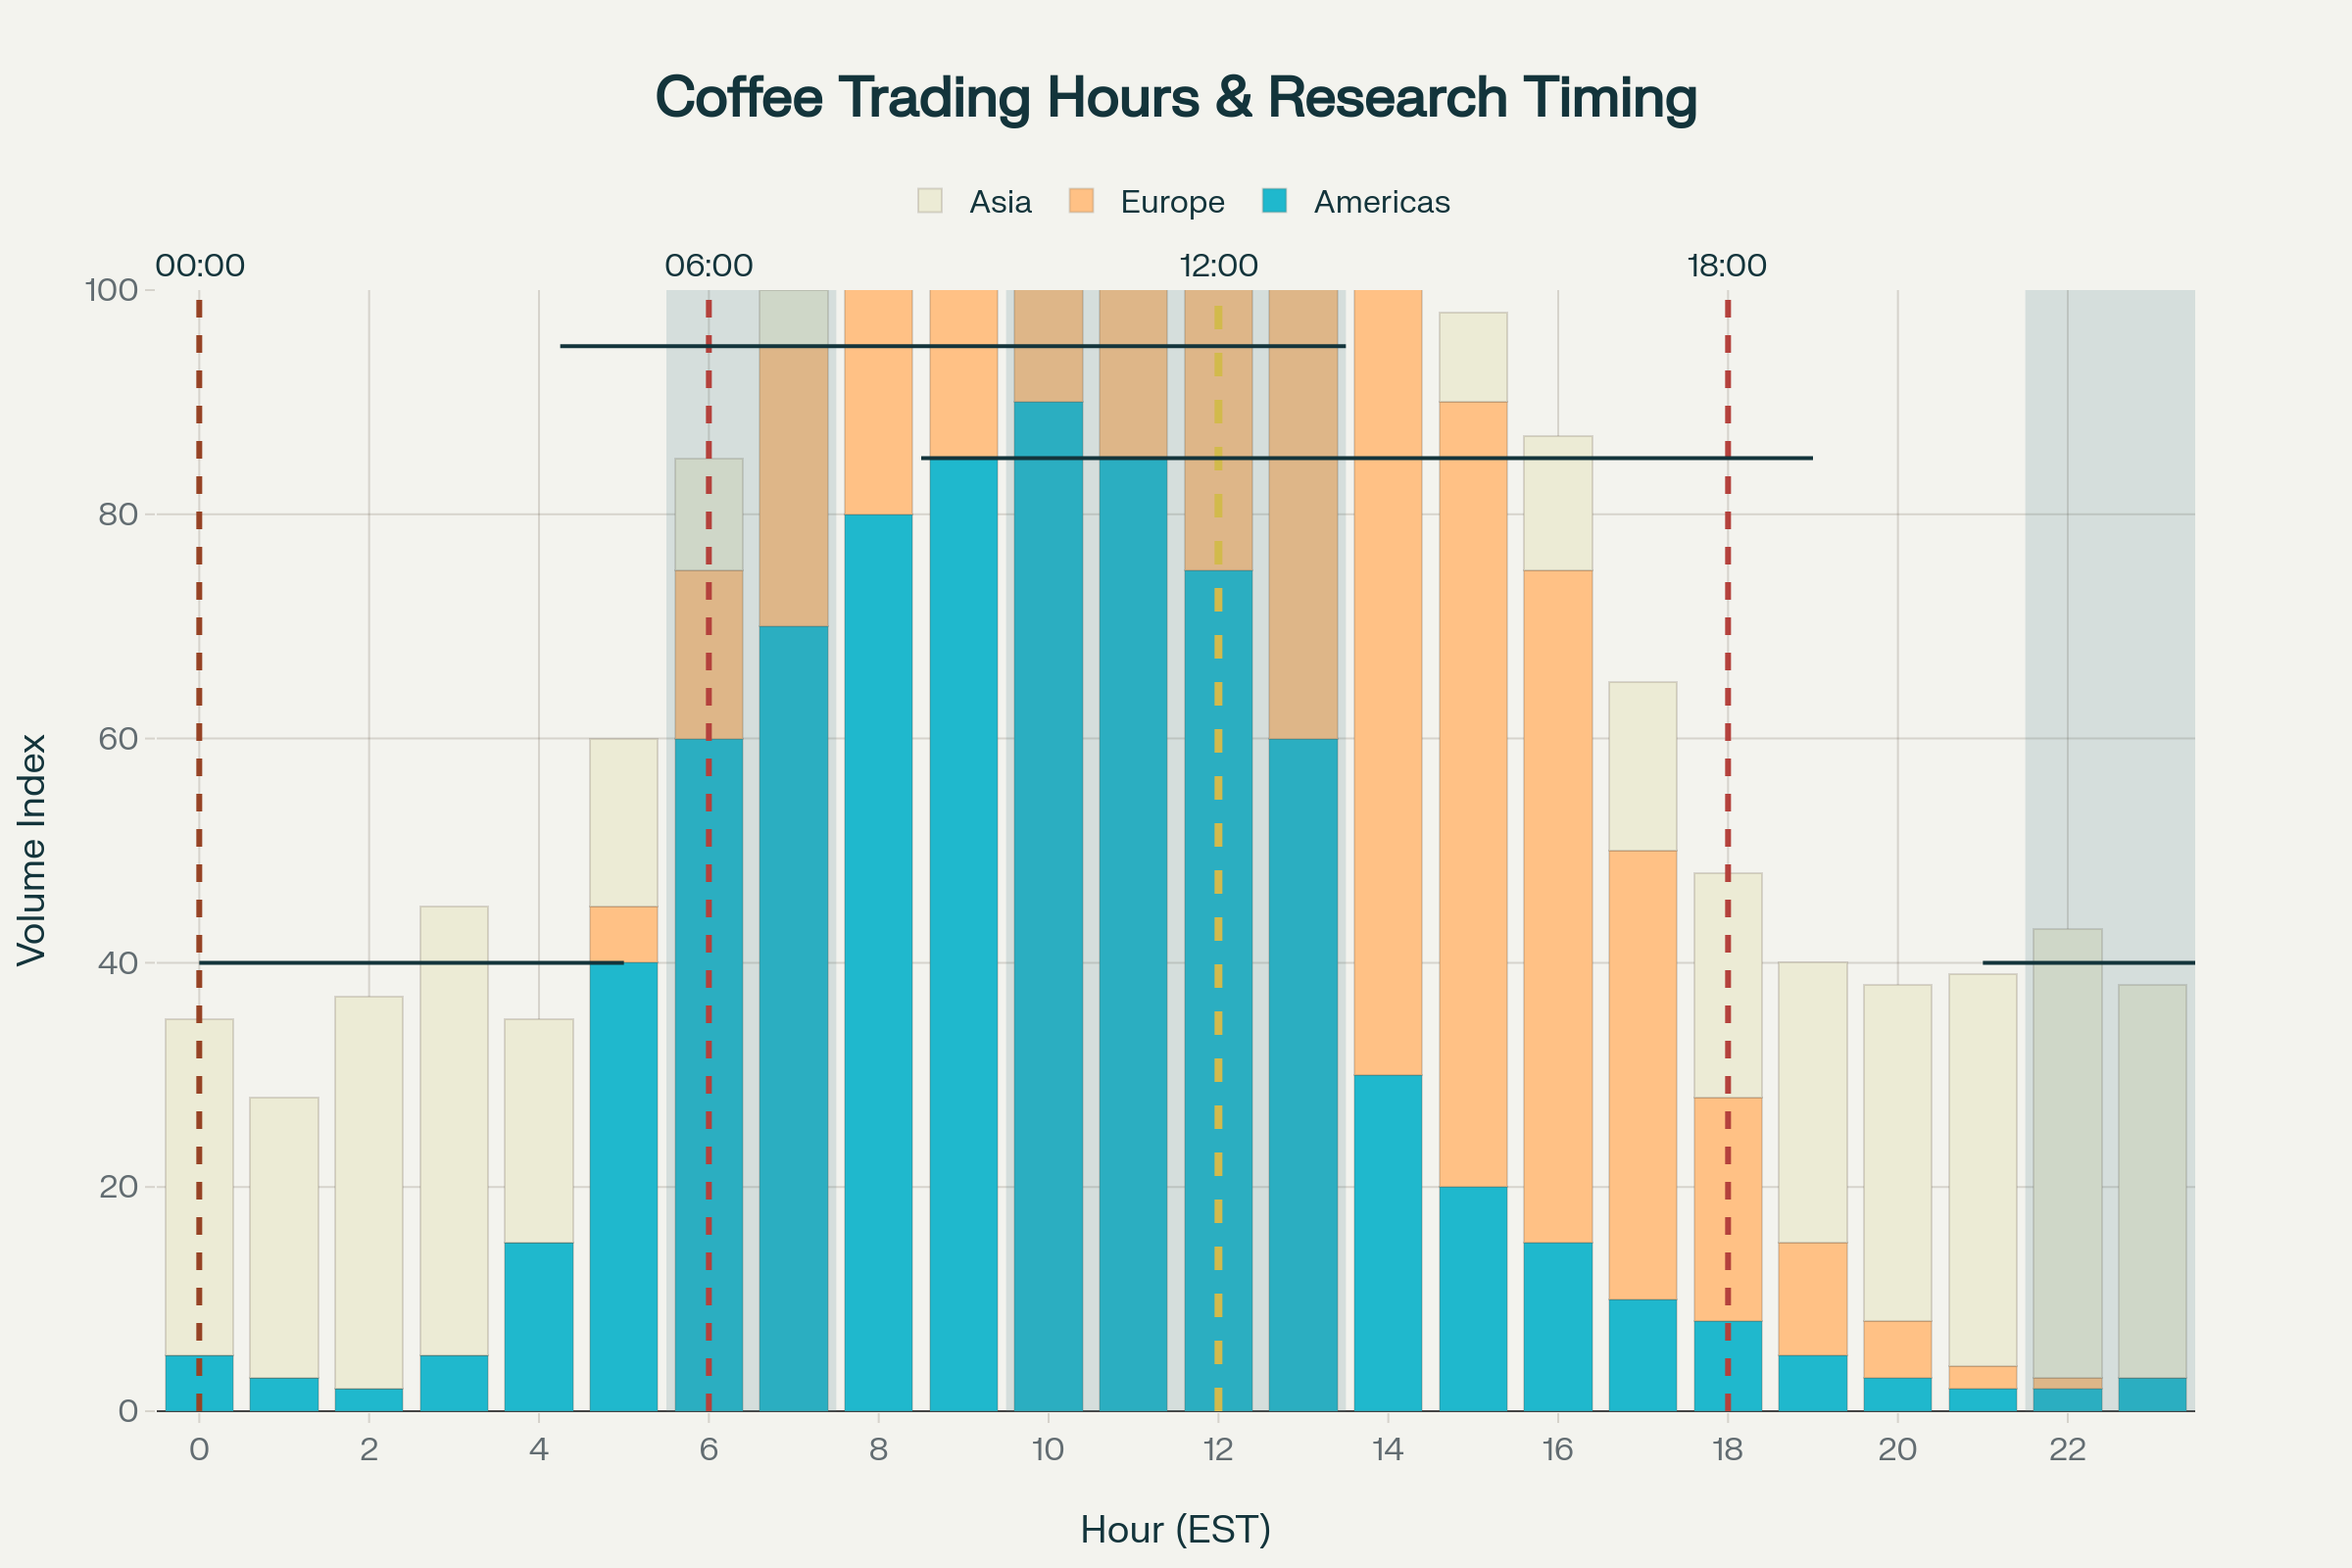 Coffee Trading Hours & Research Timing
Asia Europe Americas
00:00 06:00 12:00 18:00
100
80
60
40
20
0
Volume Index
0 2 4 6 8 10 12 14 16 18 20 22
Hour (EST)